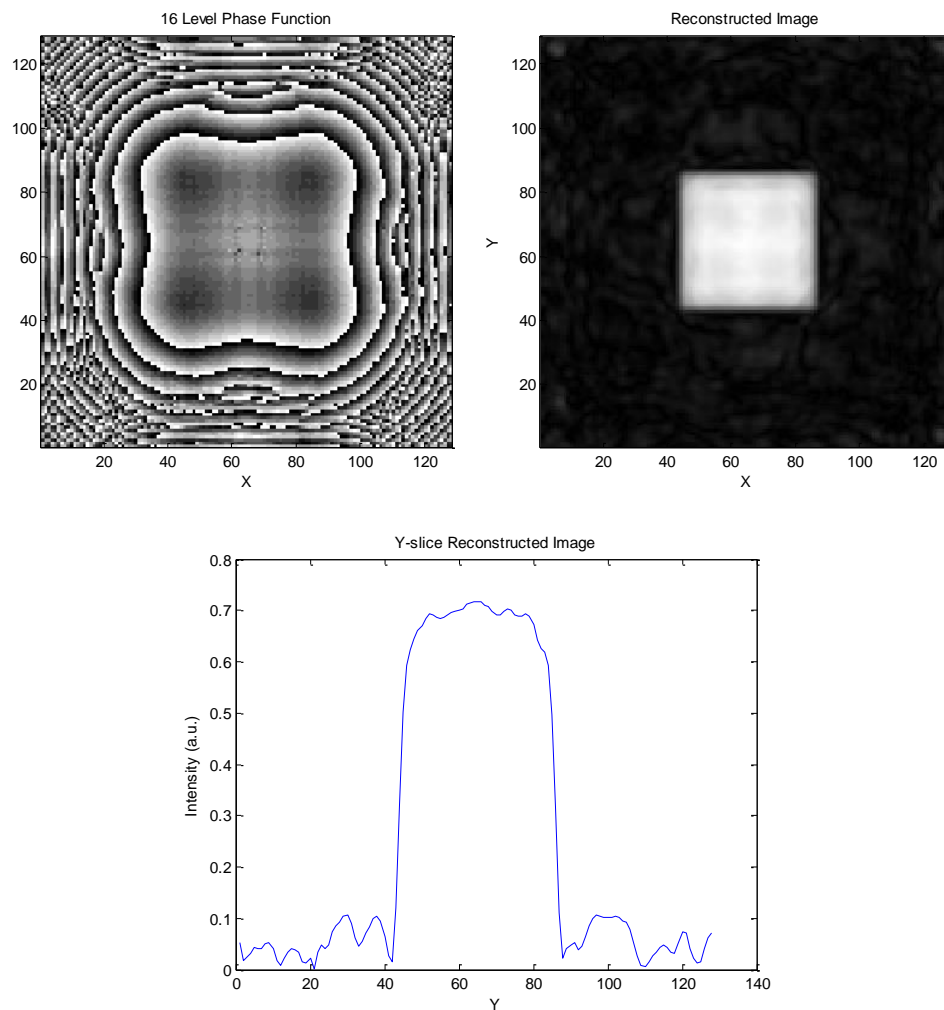 16 Level Phase Function
120
100
80
60
40
20
20 40 60 80 100 120
X
Reconstructed Image
120
100
80
60
40
20
Y
20 40 60 80 100 120
X
Y-slice Reconstructed Image
0.8
0.7
0.6
0.5
0.4
0.3
0.2
0.1
0
Intensity (a.u.)
0 20 40 60 80 100 120 140
Y